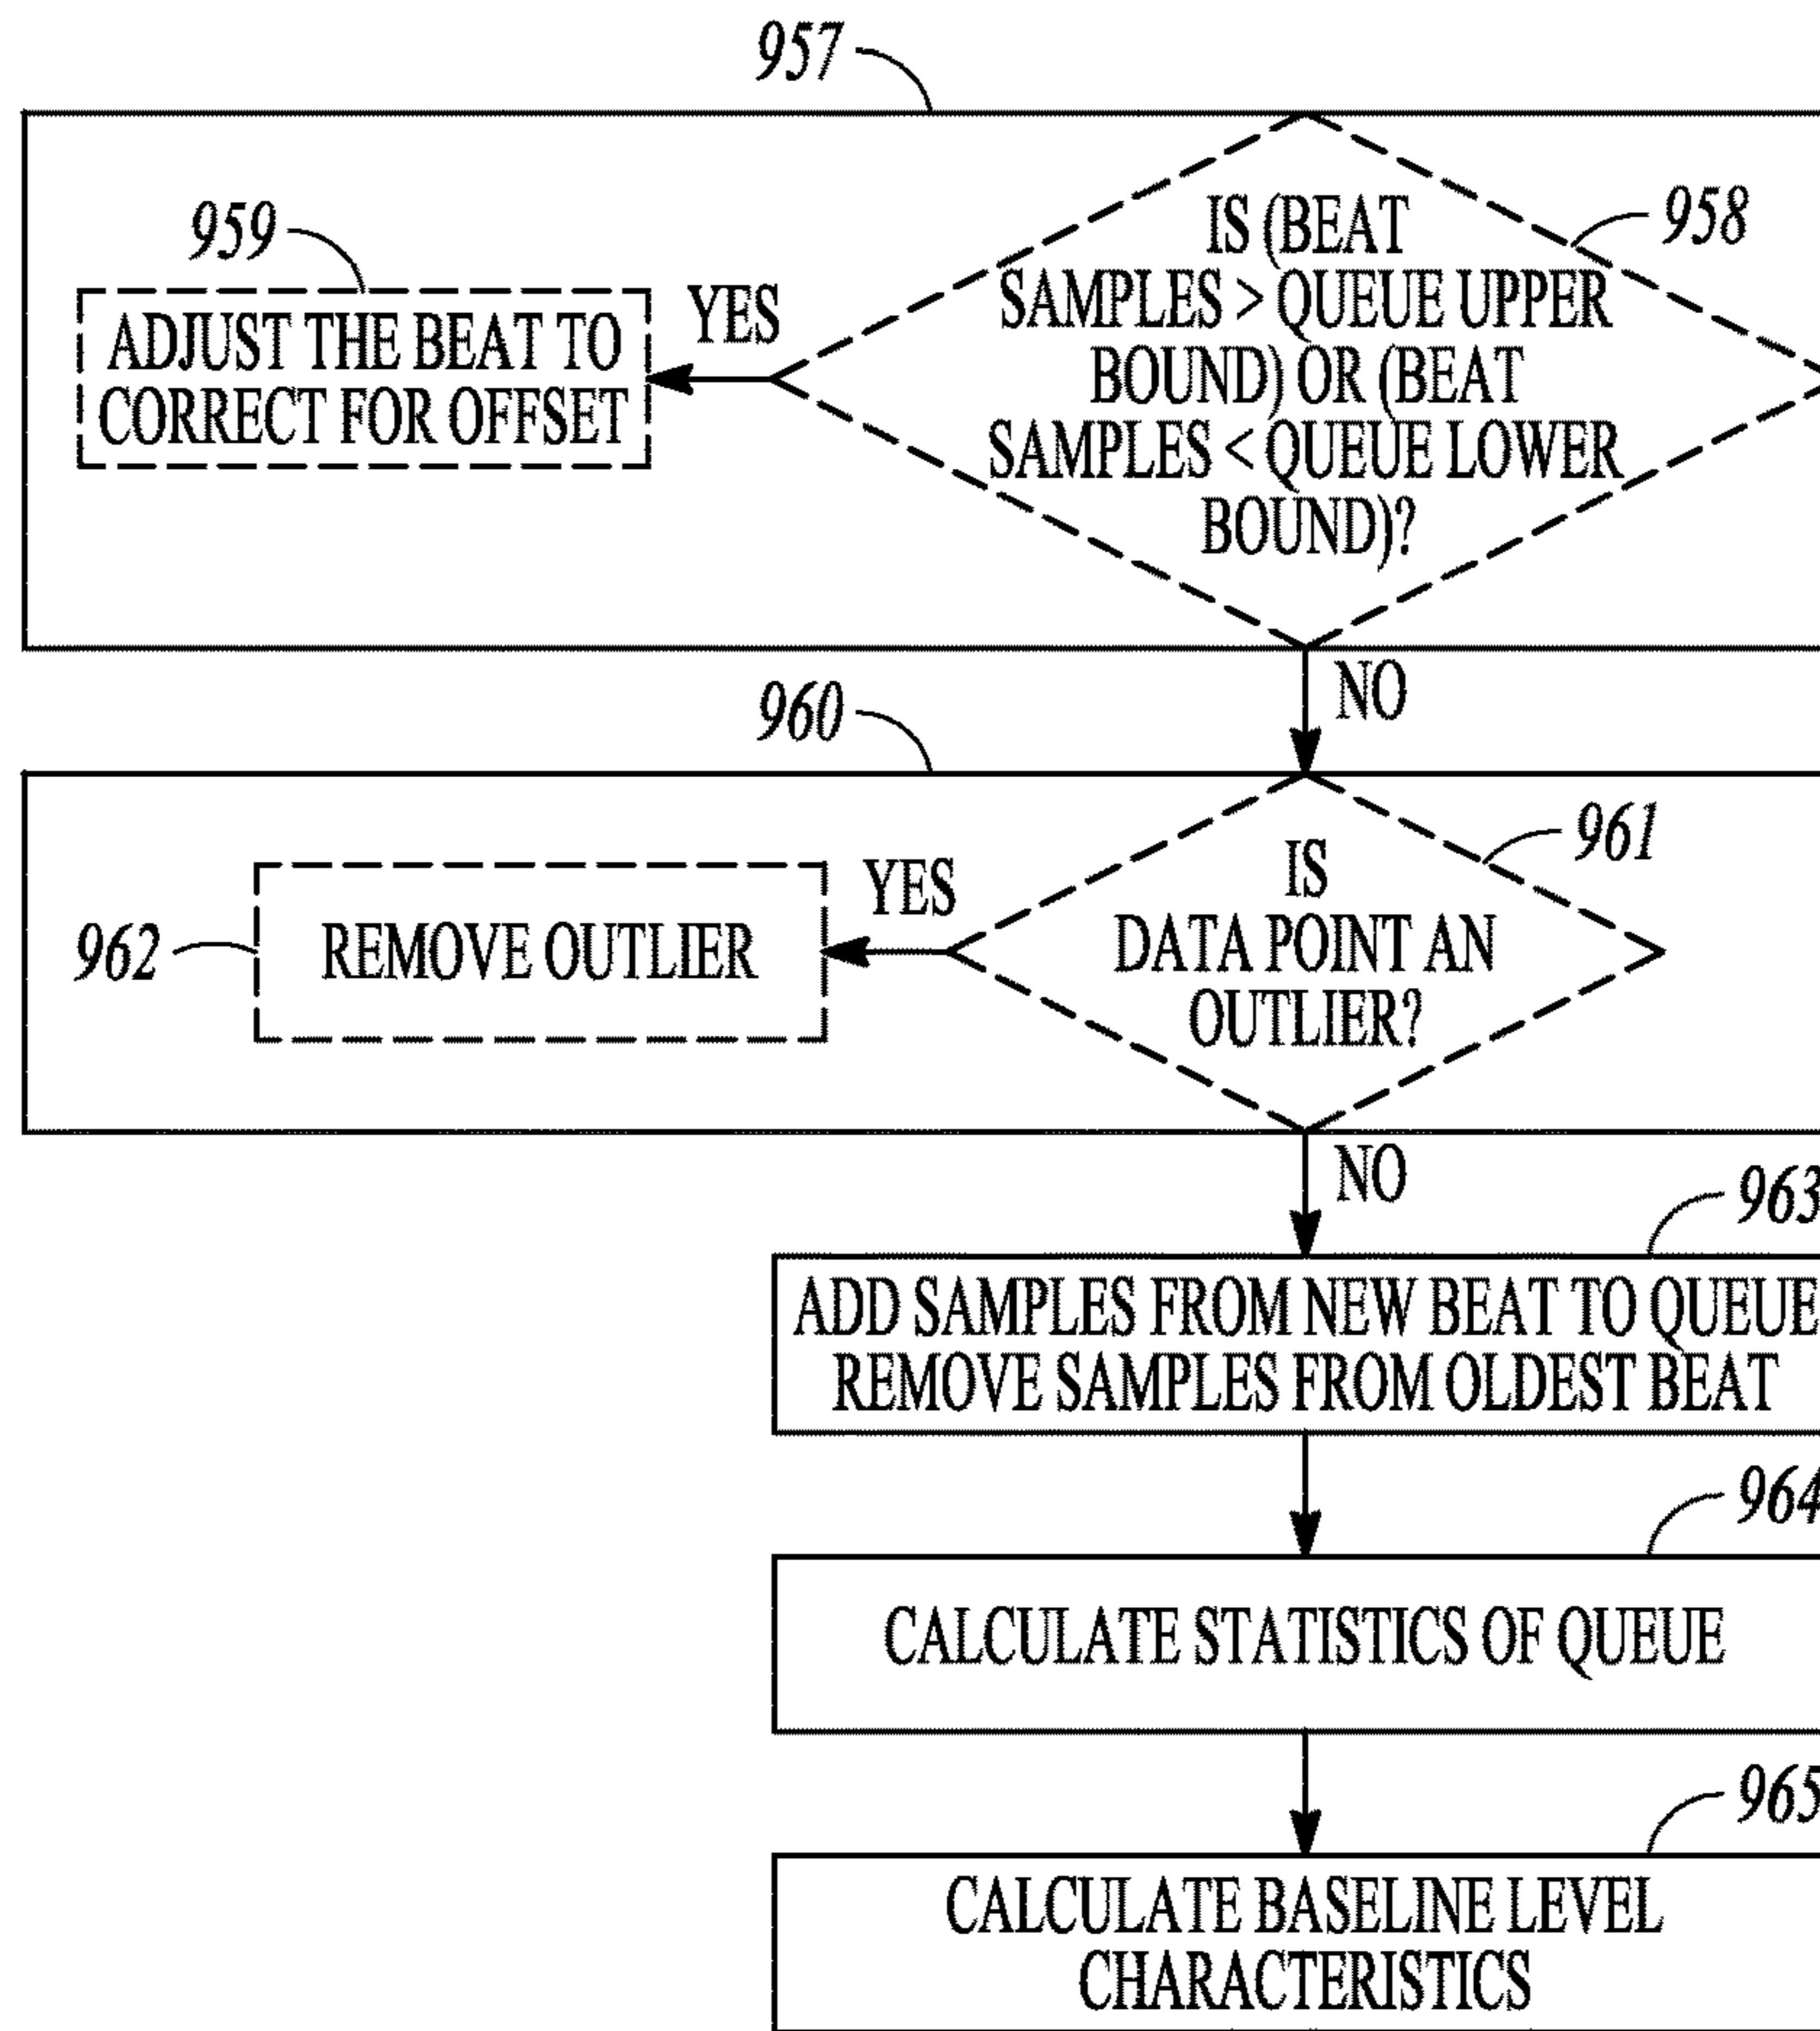 957
958
IS (BEAT
SAMPLES > QUEUE UPPER
BOUND) OR (BEAT
SAMPLES < QUEUE LOWER
BOUND)?
959
YES
ADJUST THE BEAT TO
CORRECT FOR OFFSET
NO
960
961
IS
DATA POINT AN
OUTLIER?
YES
962
REMOVE OUTLIER
NO
963
ADD SAMPLES FROM NEW BEAT TO QUEUE
REMOVE SAMPLES FROM OLDEST BEAT
964
CALCULATE STATISTICS OF QUEUE
965
CALCULATE BASELINE LEVEL
CHARACTERISTICS